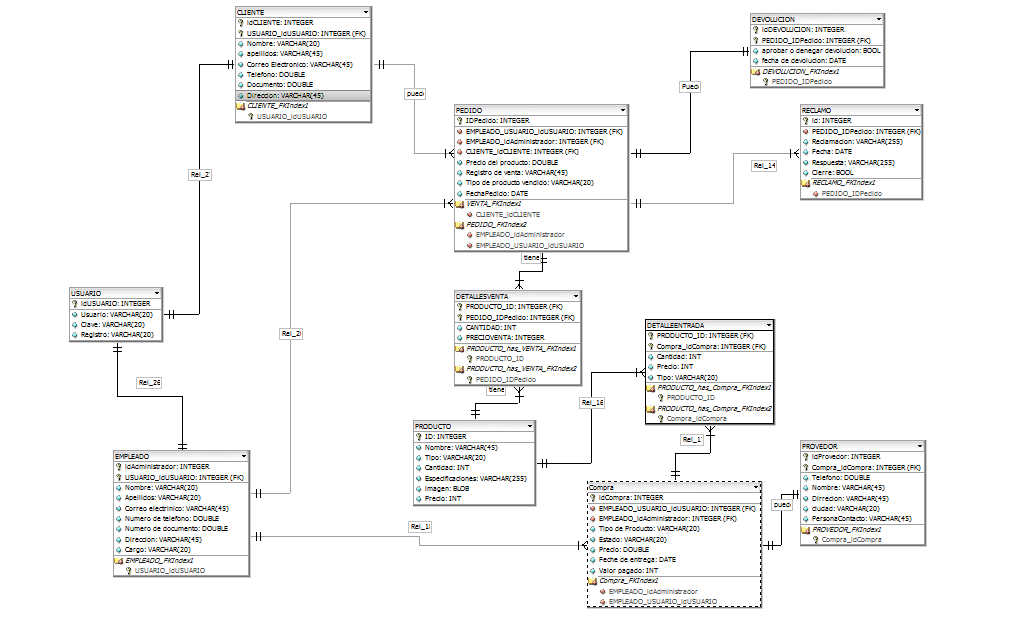 CLIENTE
idCLIENTE: INTEGER
USUARIO_idUSUARIO: INTEGER (FK)
Nombre: VARCHAR(20)
apellidos: VARCHAR(45)
Correo Electronico: VARCHAR(45)
Telefono: DOUBLE
Documento: DOUBLE
Direccion: VARCHAR(45)
CLIENTE_FKIndex1
USUARIO_idUSUARIO
DEVOLUCION
idDEVOLUCION: INTEGER
PEDIDO_IDPedido: INTEGER (FK)
aprobar o denegar devolucion: BOOL
fecha de devolucion: DATE
DEVOLUCION_FKIndex1
PEDIDO_IDPedido
PEDIDO
IDPedido: INTEGER
EMPLEADO_USUARIO_idUSUARIO: INTEGER (FK)
EMPLEADO_idAdministrador: INTEGER (FK)
CLIENTE_idCLIENTE: INTEGER (FK)
Precio del producto: DOUBLE
Registro de venta: VARCHAR(45)
Tipo de producto vendido: VARCHAR(20)
FechaPedido: DATE
VENTA_FKIndex1
CLIENTE_idCLIENTE
PEDIDO_FKIndex2
EMPLEADO_idAdministrador
EMPLEADO_USUARIO_idUSUARIO
RECLAMO
id: INTEGER
PEDIDO_IDPedido: INTEGER (FK)
Reclamacion: VARCHAR(255)
Fecha: DATE
Respuesta: VARCHAR(255)
Cierre: BOOL
RECLAMO_FKIndex1
PEDIDO_IDPedido
Rel_14
tiene
USUARIO
idUSUARIO: INTEGER
Usuario: VARCHAR(20)
Clave: VARCHAR(20)
Registro: VARCHAR(20)
DETALLESVENTA
PRODUCTO_ID: INTEGER (FK)
PEDIDO_IDPedido: INTEGER (FK)
CANTIDAD: INT
PRECIOVENTA: INTEGER
PRODUCTO_has_VENTA_FKIndex1
PRODUCTO_ID
PRODUCTO_has_VENTA_FKIndex2
PEDIDO_IDPedido
tiene
DETALLEENTRADA
PRODUCTO_ID: INTEGER (FK)
Compra_idCompra: INTEGER (FK)
Cantidad: INT
Precio: INT
Tipo: VARCHAR(20)
PRODUCTO_has_Compra_FKIndex1
PRODUCTO_ID
PRODUCTO_has_Compra_FKIndex2
Compra_idCompra
Rel_26
Rel_16
PRODUCTO
ID: INTEGER
Nombre: VARCHAR(45)
Tipo: VARCHAR(20)
Cantidad: INT
Especificaciones: VARCHAR(255)
Imagen: BLOB
Precio: INT
EMPLEADO
idAdministrador: INTEGER
USUARIO_idUSUARIO: INTEGER (FK)
Nombre: VARCHAR(20)
Apellidos: VARCHAR(20)
Correo electrinico: VARCHAR(45)
Numero de telefono: DOUBLE
Numero de documento: DOUBLE
Direccion: VARCHAR(45)
Cargo: VARCHAR(20)
EMPLEADO_FKIndex1
USUARIO_idUSUARIO
Compra
idCompra: INTEGER
EMPLEADO_USUARIO_idUSUARIO: INTEGER (FK)
EMPLEADO_idAdministrador: INTEGER (FK)
Tipo de Producto: VARCHAR(20)
Estado: VARCHAR(20)
Precio: DOUBLE
Feche de entrega: DATE
Valor pagado: INT
Compra_FKIndex1
EMPLEADO_idAdministrador
EMPLEADO_USUARIO_idUSUARIO
PROVEDOR
idProvedor: INTEGER
Compra_idCompra: INTEGER (FK)
Telefono: DOUBLE
Nombre: VARCHAR(45)
Dirrecion: VARCHAR(45)
ciudad: VARCHAR(20)
PersonaContacto: VARCHAR(45)
PROVEDOR_FKIndex1
Compra_idCompra